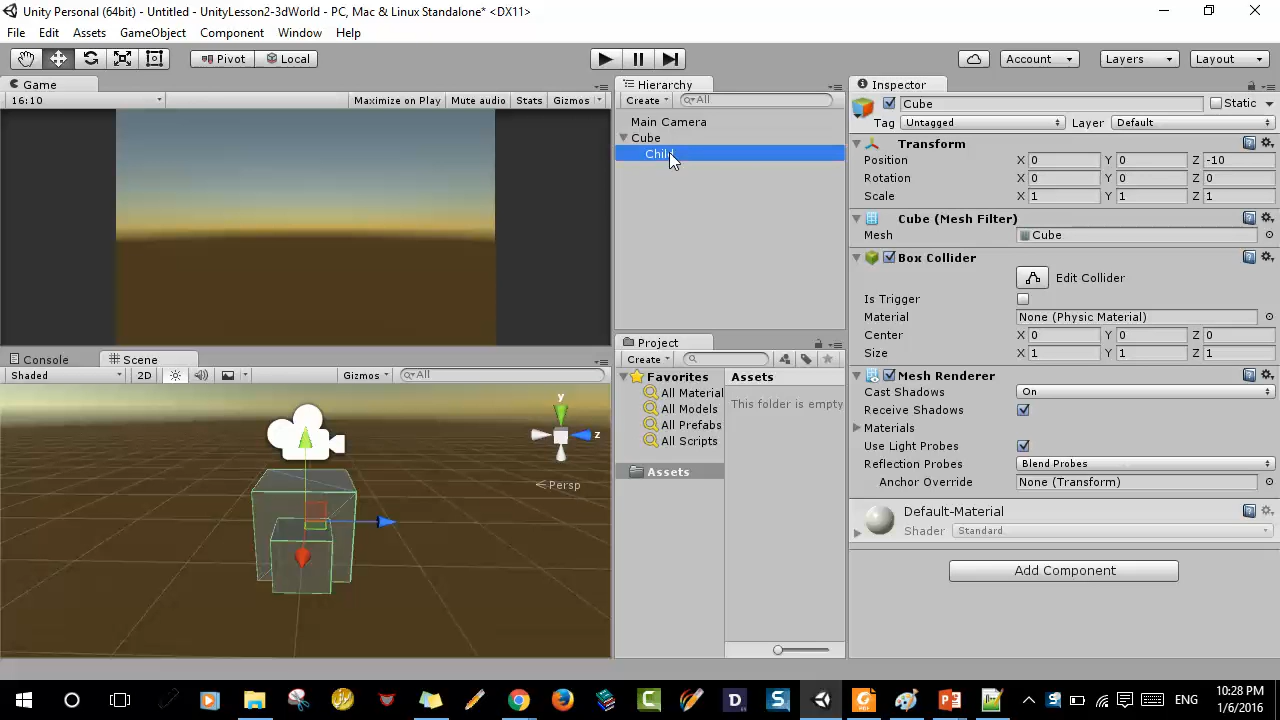 Unity Personal (64bit) - Untitled - UnityLesson2-3dWorld - PC, Mac & Linux Standalone* <DX11>
File Edit Assets GameObject Component Window Help
Pivot Local Account Layers Layout
Game
16:10 Maximize on Play Mute audio Stats Gizmos
Hierarchy
Create All
Main Camera
Cube
Child
Inspector
Cube Static
Tag Untagged Layer Default
Transform
Position X 0 Y 0 Z -10
Rotation X 0 Y 0 Z 0
Scale X 1 Y 1 Z 1
Cube (Mesh Filter)
Mesh Cube
Box Collider
Edit Collider
Is Trigger
Material None (Physic Material)
Center X 0 Y 0 Z 0
Size X 1 Y 1 Z 1
Mesh Renderer
Cast Shadows On
Receive Shadows
Materials
Use Light Probes
Reflection Probes Blend Probes
Anchor Override None (Transform)
Default-Material
Shader Standard
Add Component
Console Scene
Shaded 2D Gizmos All
y
z
Persp
Project
Create
Favorites
All Material
All Models
All Prefabs
All Scripts
Assets
Assets
This folder is empty
ENG
10:28 PM
1/6/2016